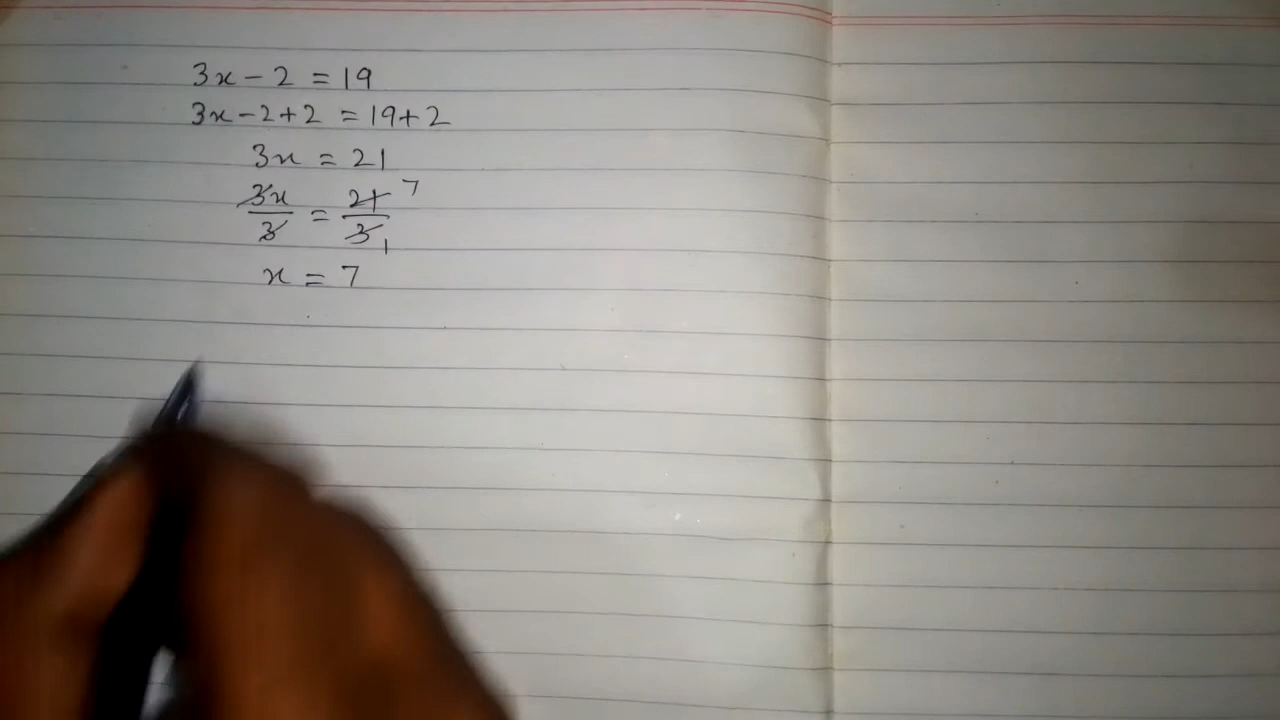 3x - 2 = 19
3x - 2 + 2 = 19 + 2
3x = 21
3x/3 = 21/3 7 1
x = 7